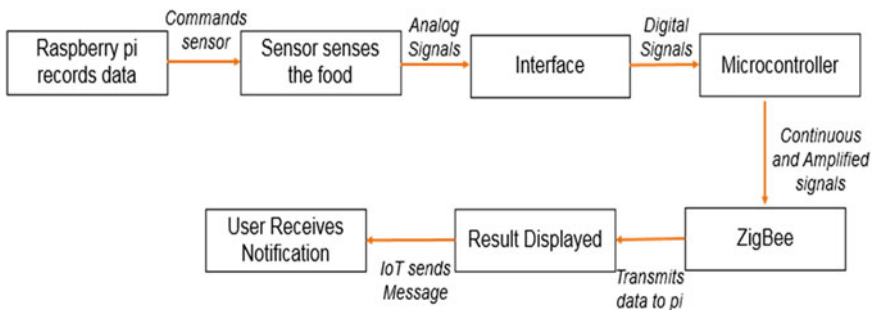 Commands
sensor
Analog
Signals
Digital
Signals
Raspberry pi
records data
Sensor senses
the food
Interface
Microcontroller
Continuous
and Amplified
signals
User Receives
Notification
Result Displayed
ZigBee
IoT sends
Message
Transmits
data to pi